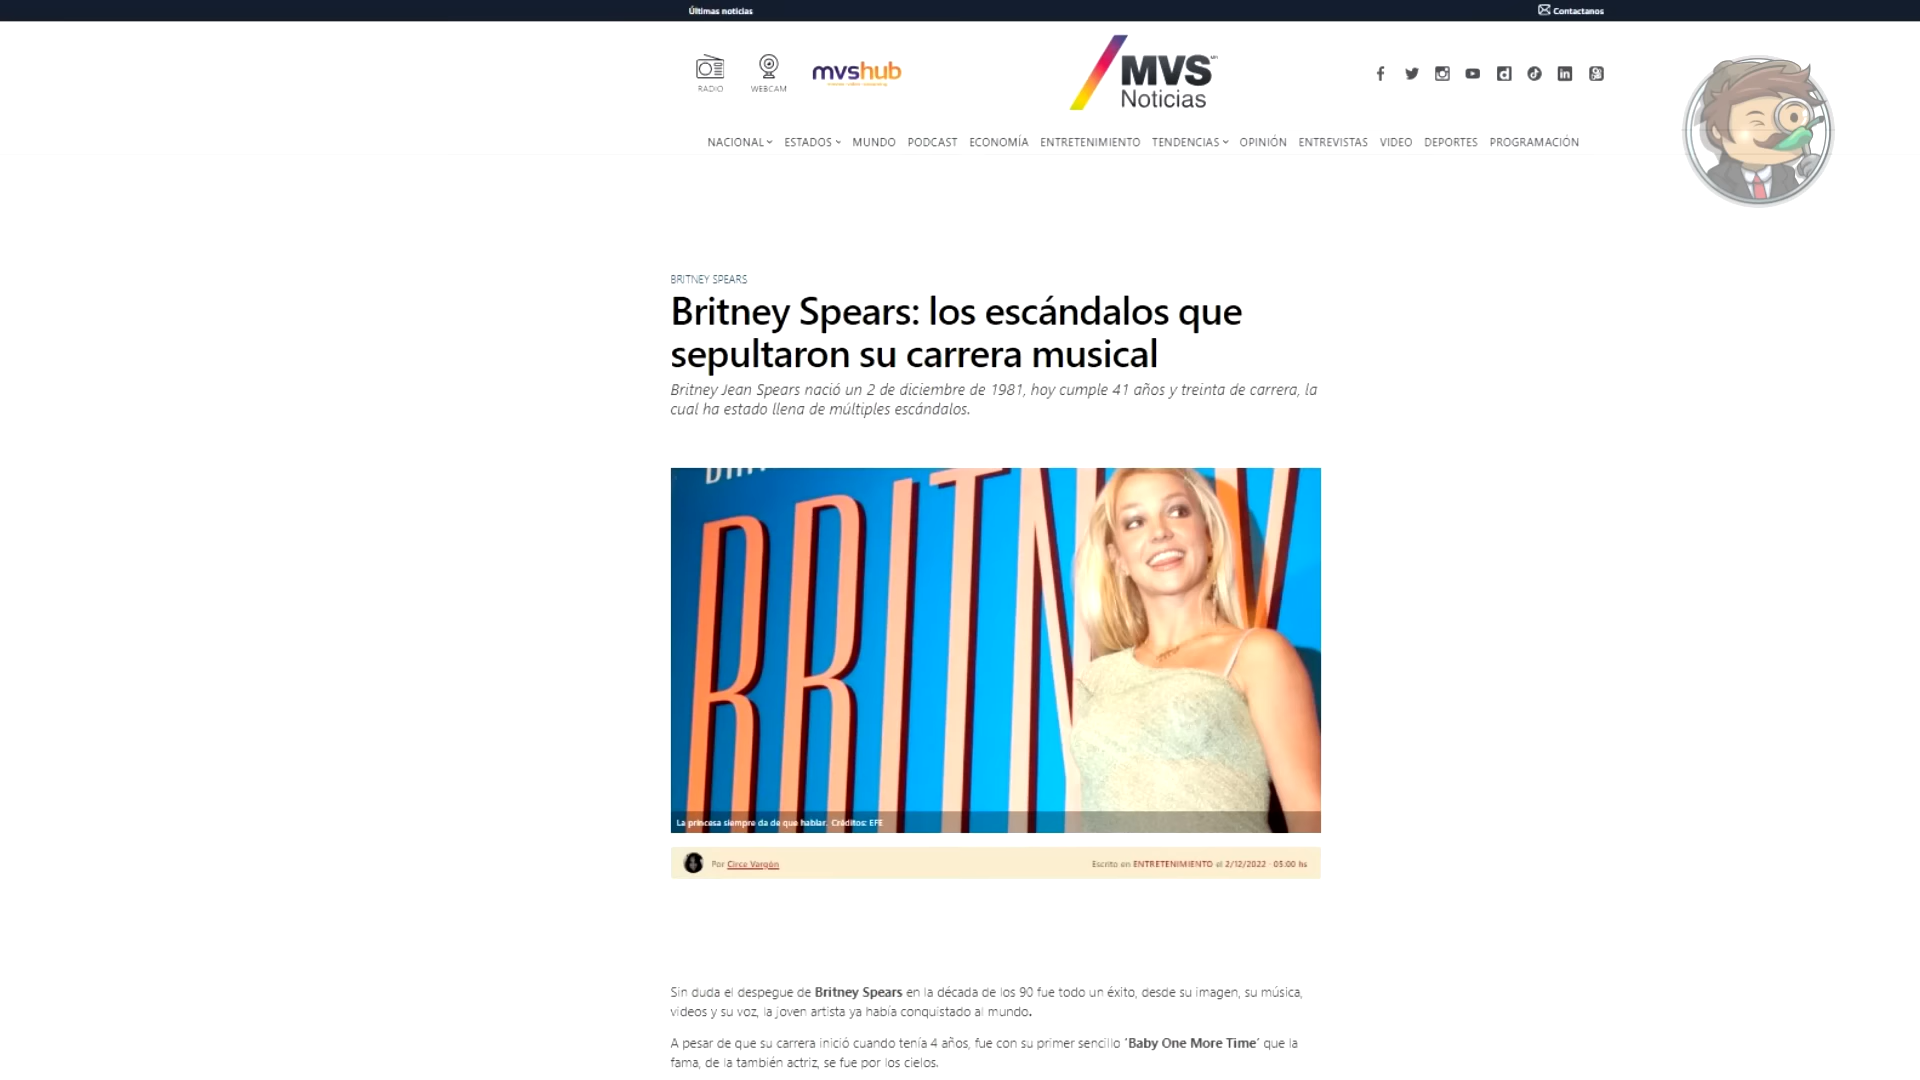 Últimas noticias
Contactanos
RADIO
WEBCAM
mvshub
MVS
Noticias
NACIONAL ESTADOS MUNDO PODCAST ECONOMÍA ENTRETENIMIENTO TENDENCIAS OPINIÓN ENTREVISTAS VIDEO DEPORTES PROGRAMACIÓN
BRITNEY SPEARS
Britney Spears: los escándalos que
sepultaron su carrera musical
Britney Jean Spears nació un 2 de diciembre de 1981, hoy cumple 41 años y treinta de carrera, la
cual ha estado llena de múltiples escándalos.
BRITNEY
La princesa siempre da de que hablar. Créditos: EFE
Por Circe Vargón
Escrito en ENTRETENIMIENTO el 2/12/2022 · 05:00 hs
Sin duda el despegue de Britney Spears en la década de los 90 fue todo un éxito, desde su imagen, su música,
videos y su voz, la joven artista ya había conquistado al mundo.
A pesar de que su carrera inició cuando tenía 4 años, fue con su primer sencillo ‘Baby One More Time’ que la
fama, de la también actriz, se fue por los cielos.